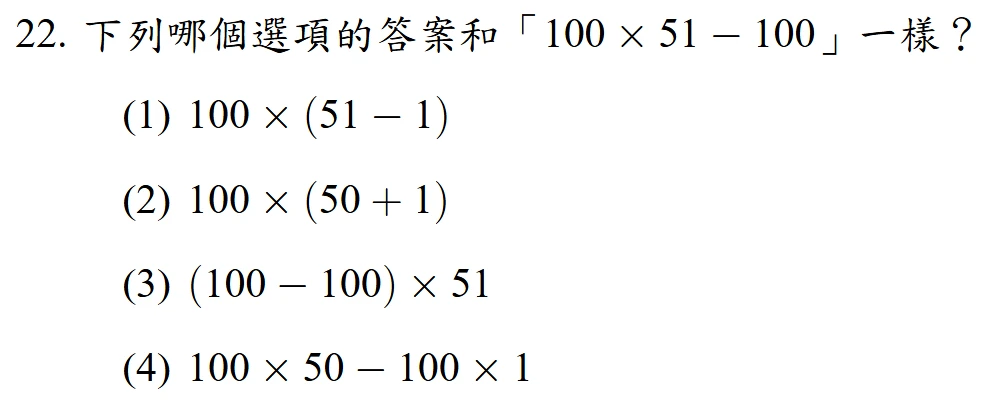 22. 下列哪個選項的答案和「100 × 51 − 100」一樣？
(1) 100 × (51 − 1)
(2) 100 × (50 + 1)
(3) (100 − 100) × 51
(4) 100 × 50 − 100 × 1